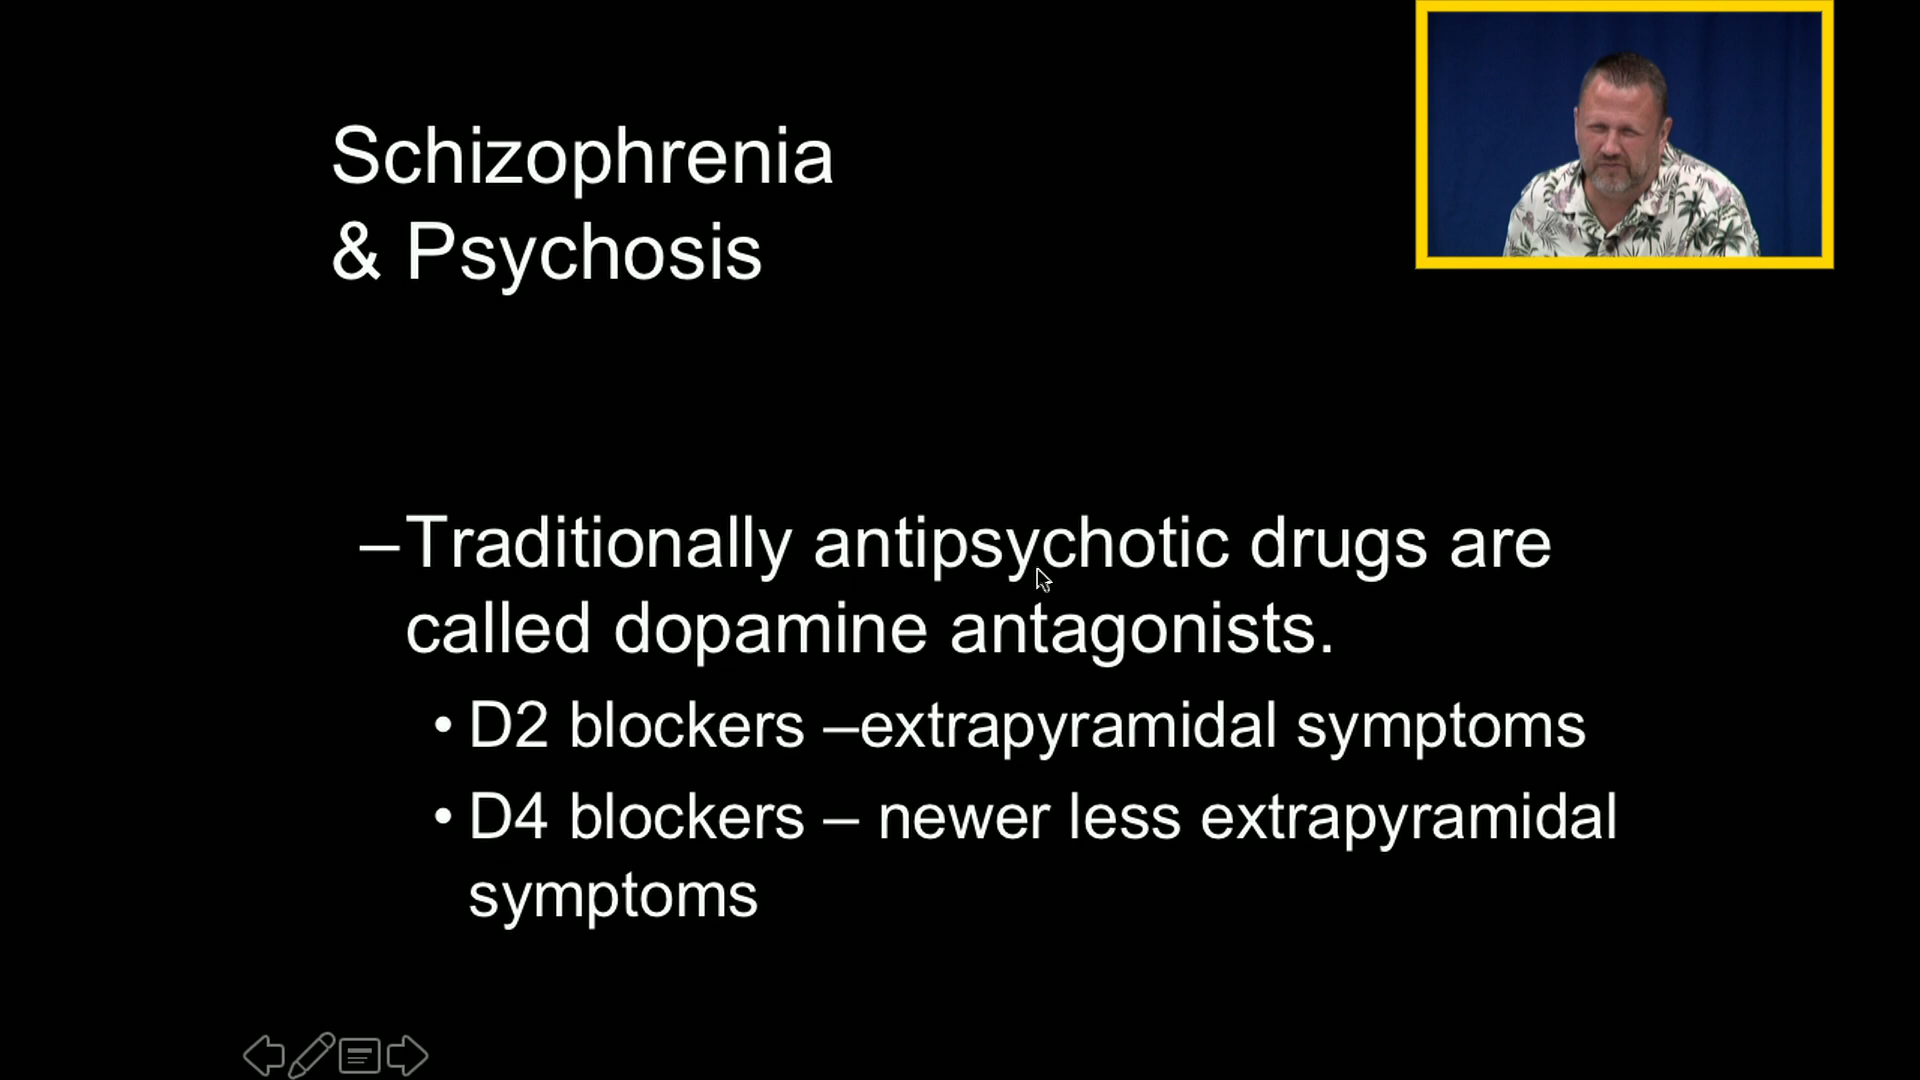 Schizophrenia
& Psychosis
–Traditionally antipsychotic drugs are
called dopamine antagonists.
• D2 blockers –extrapyramidal symptoms
• D4 blockers – newer less extrapyramidal
symptoms